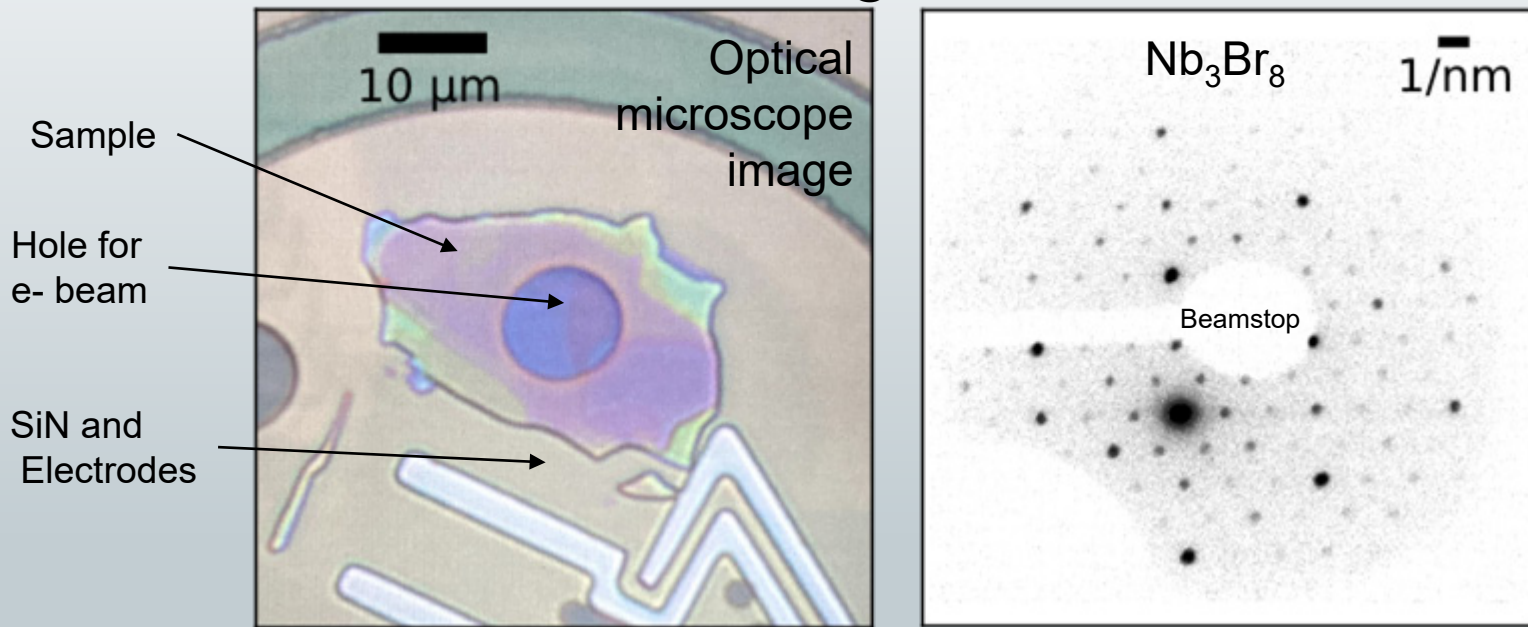 10 µm
Optical
microscope
image
Sample
Hole for
e- beam
SiN and
Electrodes
Nb₃Br₈
1/nm
Beamstop